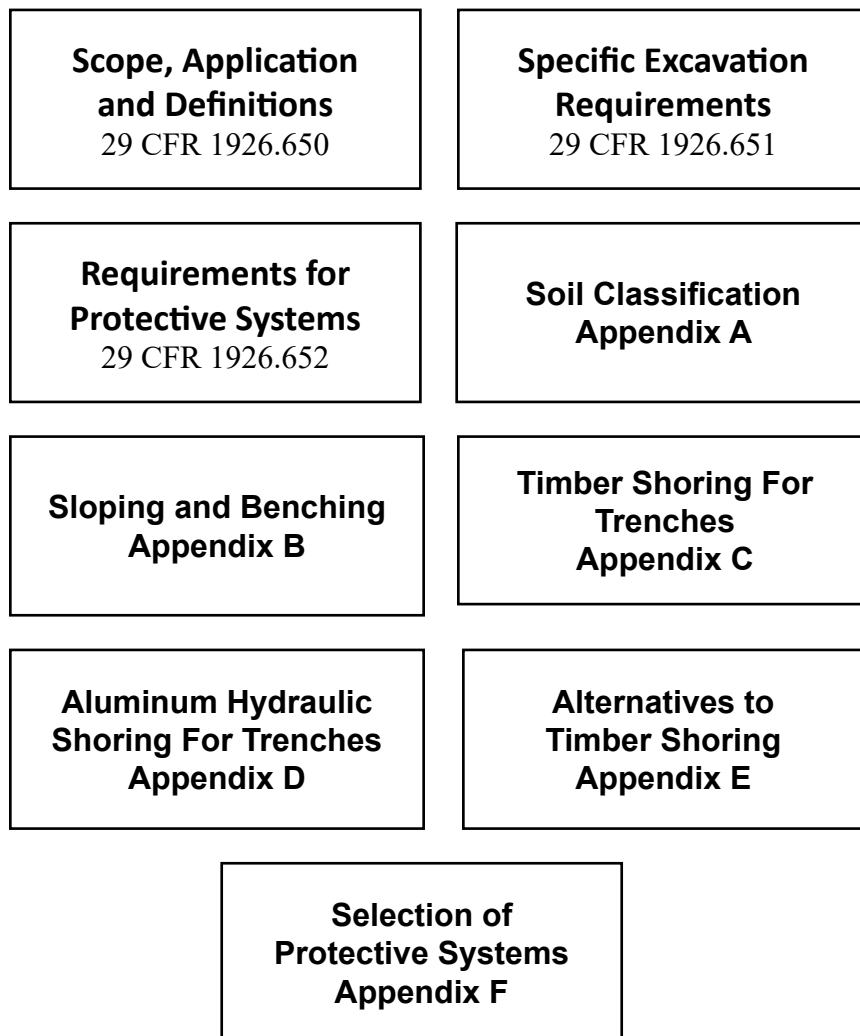 Scope, Application
and Definitions
29 CFR 1926.650
Specific Excavation
Requirements
29 CFR 1926.651
Requirements for
Protective Systems
29 CFR 1926.652
Soil Classification
Appendix A
Sloping and Benching
Appendix B
Timber Shoring For
Trenches
Appendix C
Aluminum Hydraulic
Shoring For Trenches
Appendix D
Alternatives to
Timber Shoring
Appendix E
Selection of
Protective Systems
Appendix F